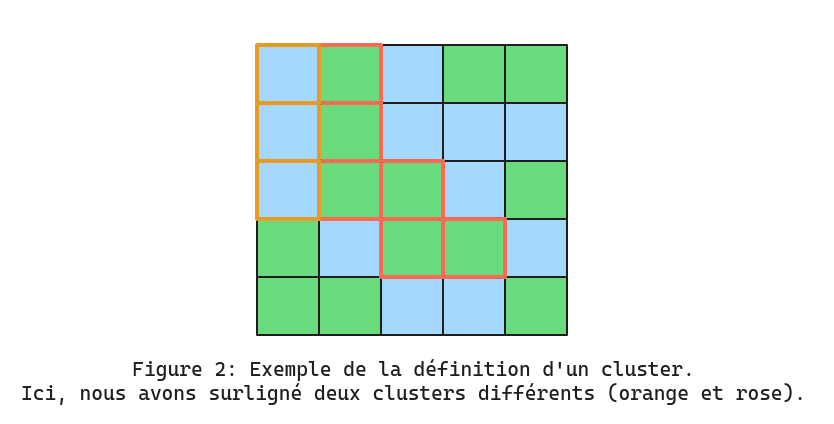 Figure 2: Exemple de la définition d'un cluster.
Ici, nous avons surligné deux clusters différents (orange et rose).